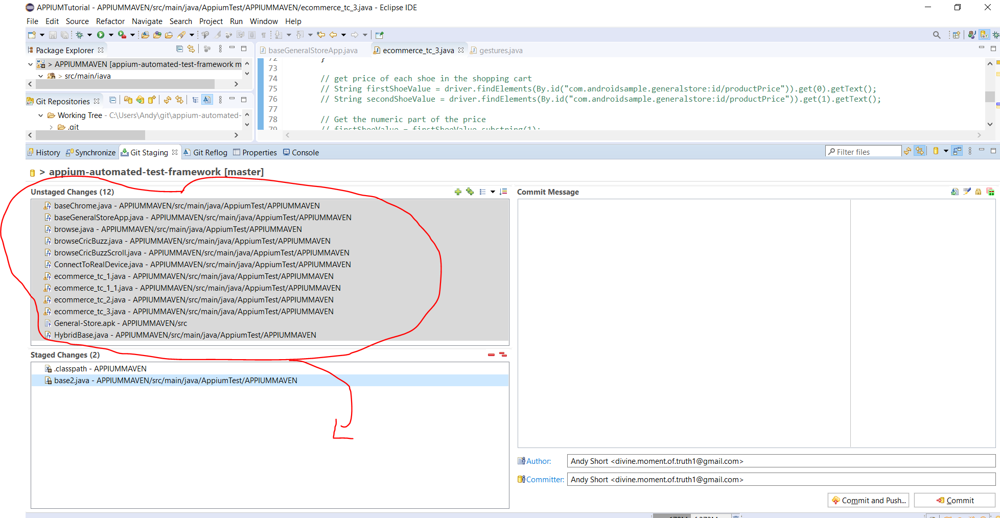 APPIUMTutorial - APPIUMMAVEN/src/main/java/AppiumTest/APPIUMMAVEN/ecommerce_tc_3.java - Eclipse IDE
File Edit Source Refactor Navigate Search Project Run Window Help
Package Explorer
> APPIUMMAVEN [appium-automated-test-framework m
> src/main/java
Git Repositories
Working Tree - C:\Users\Andy\git\appium-automated-
.git
baseGeneralStoreApp.java ecommerce_tc_3.java gestures.java
72 }
73
74 // get price of each shoe in the shopping cart
75 // String firstShoeValue = driver.findElements(By.id("com.androidsample.generalstore:id/productPrice")).get(0).getText();
76 // String secondShoeValue = driver.findElements(By.id("com.androidsample.generalstore:id/productPrice")).get(1).getText();
77
78 // Get the numeric part of the price
79 // firstShoeValue = firstShoeValue.substring(1);
History Synchronize Git Staging Git Reflog Properties Console
Filter files
> appium-automated-test-framework [master]
Unstaged Changes (12)
baseChrome.java - APPIUMMAVEN/src/main/java/AppiumTest/APPIUMMAVEN
baseGeneralStoreApp.java - APPIUMMAVEN/src/main/java/AppiumTest/APPIUMMAVEN
browse.java - APPIUMMAVEN/src/main/java/AppiumTest/APPIUMMAVEN
browseCricBuzz.java - APPIUMMAVEN/src/main/java/AppiumTest/APPIUMMAVEN
browseCricBuzzScroll.java - APPIUMMAVEN/src/main/java/AppiumTest/APPIUMMAVEN
ConnectToRealDevice.java - APPIUMMAVEN/src/main/java/AppiumTest/APPIUMMAVEN
ecommerce_tc_1.java - APPIUMMAVEN/src/main/java/AppiumTest/APPIUMMAVEN
ecommerce_tc_1_1.java - APPIUMMAVEN/src/main/java/AppiumTest/APPIUMMAVEN
ecommerce_tc_2.java - APPIUMMAVEN/src/main/java/AppiumTest/APPIUMMAVEN
ecommerce_tc_3.java - APPIUMMAVEN/src/main/java/AppiumTest/APPIUMMAVEN
General-Store.apk - APPIUMMAVEN/src
HybridBase.java - APPIUMMAVEN/src/main/java/AppiumTest/APPIUMMAVEN
Staged Changes (2)
.classpath - APPIUMMAVEN
base2.java - APPIUMMAVEN/src/main/java/AppiumTest/APPIUMMAVEN
Commit Message
Author: Andy Short <divine.moment.of.truth1@gmail.com>
Committer: Andy Short <divine.moment.of.truth1@gmail.com>
Commit and Push...
Commit